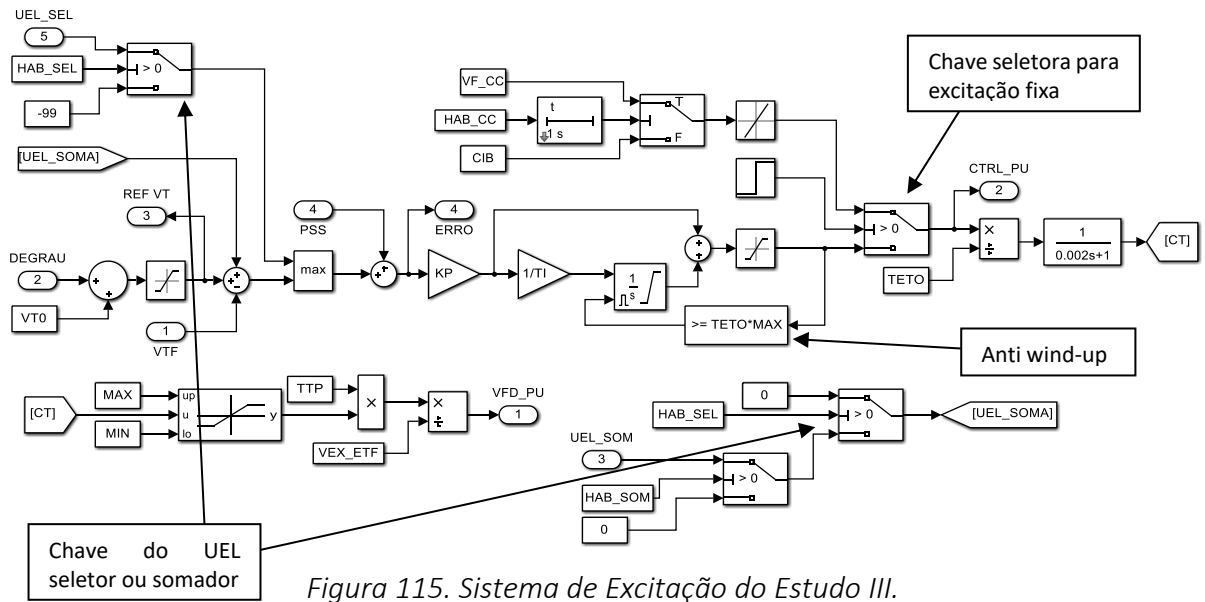 UEL_SEL
5
HAB_SEL
> 0
-99
[UEL_SOMA]
REF VT
3
DEGRAU
2
VT0
1
VTF
max
4
PSS
4
ERRO
KP
1/TI
1
s
VF_CC
HAB_CC
t
1 s
CIB
T
F
Chave seletora para
excitação fixa
> 0
CTRL_PU
2
TETO
×
÷
1
0.002s+1
[CT]
>= TETO*MAX
Anti wind-up
[CT]
MAX
MIN
up
u
lo
y
TTP
×
×
÷
VEX_ETF
VFD_PU
1
0
HAB_SEL
> 0
[UEL_SOMA]
UEL_SOM
3
HAB_SOM
> 0
0
Chave do UEL
seletor ou somador
Figura 115. Sistema de Excitação do Estudo III.